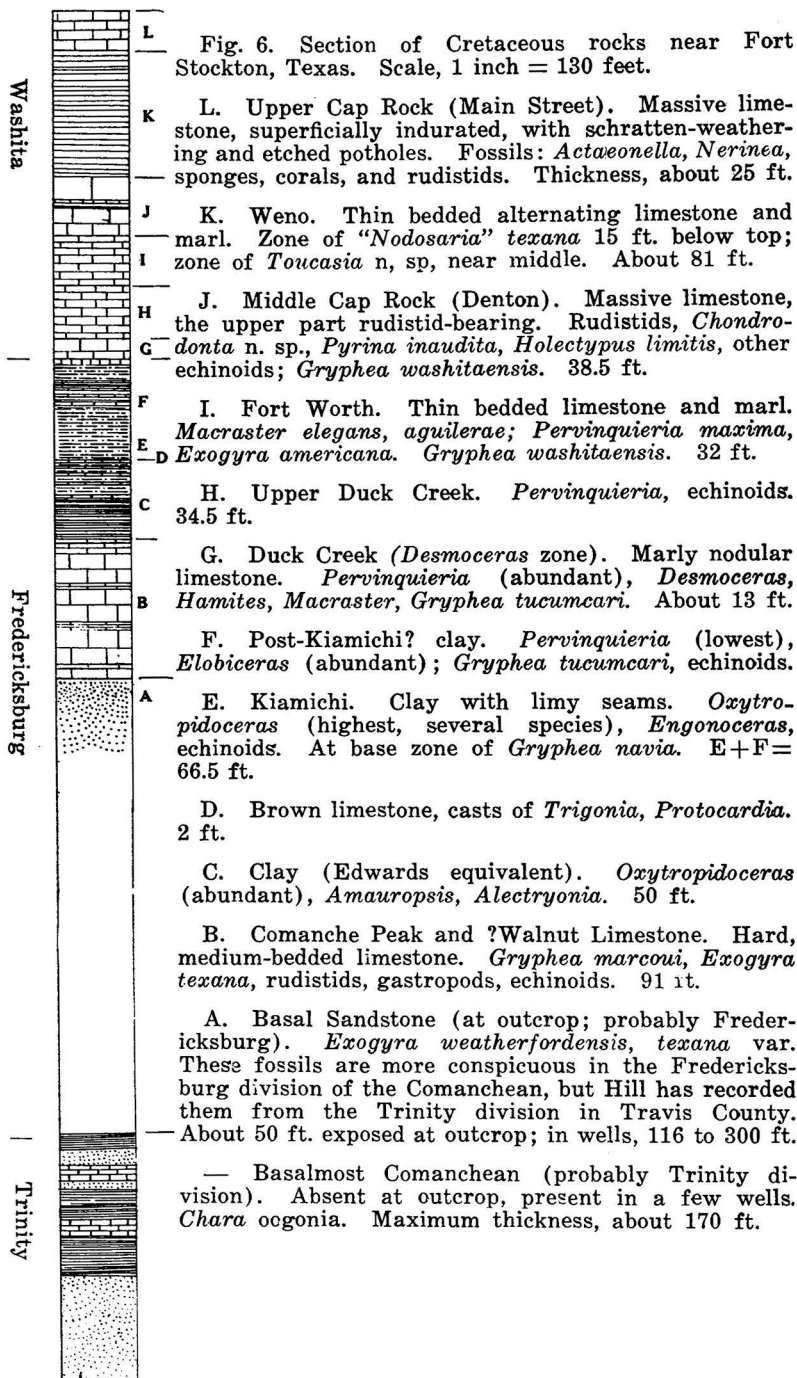 Washita
Fredericksburg
Trinity
L
K
J
I
H
G
F
E
D
C
B
A
Fig. 6. Section of Cretaceous rocks near Fort
Stockton, Texas. Scale, 1 inch = 130 feet.
L. Upper Cap Rock (Main Street). Massive lime-
stone, superficially indurated, with schratten-weather-
ing and etched potholes. Fossils: Actaeonella, Nerinea,
sponges, corals, and rudistids. Thickness, about 25 ft.
K. Weno. Thin bedded alternating limestone and
marl. Zone of "Nodosaria" texana 15 ft. below top;
zone of Toucasia n, sp, near middle. About 81 ft.
J. Middle Cap Rock (Denton). Massive limestone,
the upper part rudistid-bearing. Rudistids, Chondro-
donta n. sp., Pyrina inaudita, Holectypus limitis, other
echinoids; Gryphea washitaensis. 38.5 ft.
I. Fort Worth. Thin bedded limestone and marl.
Macraster elegans, aguilerae; Pervinquieria maxima,
Exogyra americana. Gryphea washitaensis. 32 ft.
H. Upper Duck Creek. Pervinquieria, echinoids.
34.5 ft.
G. Duck Creek (Desmoceras zone). Marly nodular
limestone. Pervinquieria (abundant), Desmoceras,
Hamites, Macraster, Gryphea tucumcari. About 13 ft.
F. Post-Kiamichi? clay. Pervinquieria (lowest),
Elobiceras (abundant); Gryphea tucumcari, echinoids.
E. Kiamichi. Clay with limy seams. Oxytro-
pidoceras (highest, several species), Engonoceras,
echinoids. At base zone of Gryphea navia. E+F=
66.5 ft.
D. Brown limestone, casts of Trigonia, Protocardia.
2 ft.
C. Clay (Edwards equivalent). Oxytropidoceras
(abundant), Amauropsis, Alectryonia. 50 ft.
B. Comanche Peak and ?Walnut Limestone. Hard,
medium-bedded limestone. Gryphea marcoui, Exogyra
texana, rudistids, gastropods, echinoids. 91 ft.
A. Basal Sandstone (at outcrop; probably Freder-
icksburg). Exogyra weatherfordensis, texana var.
These fossils are more conspicuous in the Fredericks-
burg division of the Comanchean, but Hill has recorded
them from the Trinity division in Travis County.
About 50 ft. exposed at outcrop; in wells, 116 to 300 ft.
— Basalmost Comanchean (probably Trinity di-
vision). Absent at outcrop, present in a few wells.
Chara oogonia. Maximum thickness, about 170 ft.